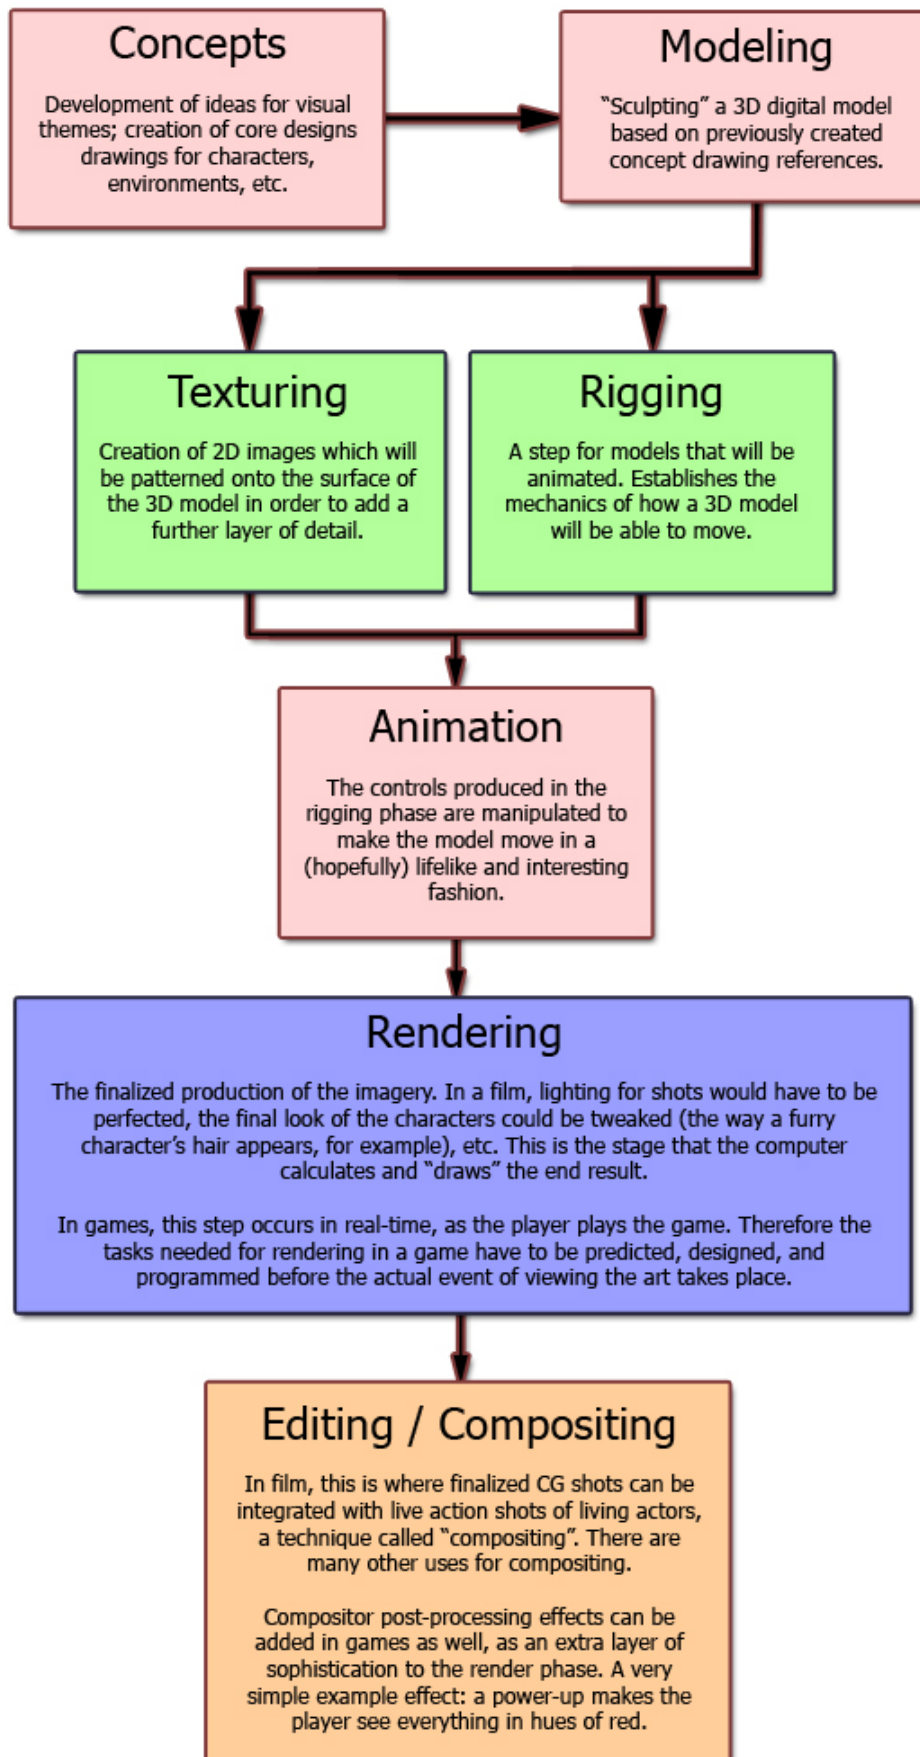 Concepts
Development of ideas for visual
themes; creation of core designs
drawings for characters,
environments, etc.
Modeling
“Sculpting” a 3D digital model
based on previously created
concept drawing references.
Texturing
Creation of 2D images which will
be patterned onto the surface of
the 3D model in order to add a
further layer of detail.
Rigging
A step for models that will be
animated. Establishes the
mechanics of how a 3D model
will be able to move.
Animation
The controls produced in the
rigging phase are manipulated to
make the model move in a
(hopefully) lifelike and interesting
fashion.
Rendering
The finalized production of the imagery. In a film, lighting for shots would have to be
perfected, the final look of the characters could be tweaked (the way a furry
character’s hair appears, for example), etc. This is the stage that the computer
calculates and “draws” the end result.
In games, this step occurs in real-time, as the player plays the game. Therefore the
tasks needed for rendering in a game have to be predicted, designed, and
programmed before the actual event of viewing the art takes place.
Editing / Compositing
In film, this is where finalized CG shots can be
integrated with live action shots of living actors,
a technique called “compositing”. There are
many other uses for compositing.
Compositor post-processing effects can be
added in games as well, as an extra layer of
sophistication to the render phase. A very
simple example effect: a power-up makes the
player see everything in hues of red.